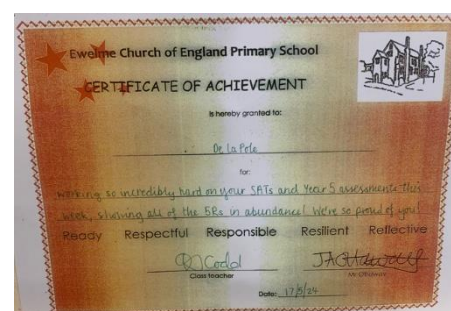 Ewelme Church of England Primary School
CERTIFICATE OF ACHIEVEMENT
is hereby granted to:
De La Pole
for:
working so incredibly hard on your SATs and Year 5 assessments this
week, showing all of the 5Rs in abundance! We're so proud of you!
Ready Respectful Responsible Resilient Reflective
Class teacher
Date: 17/5/24